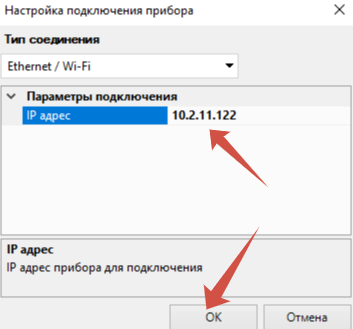 Настройка подключения прибора
Тип соединения
Ethernet / Wi-Fi
Параметры подключения
IP адрес 10.2.11.122
IP адрес
IP адрес прибора для подключения
OK Отмена